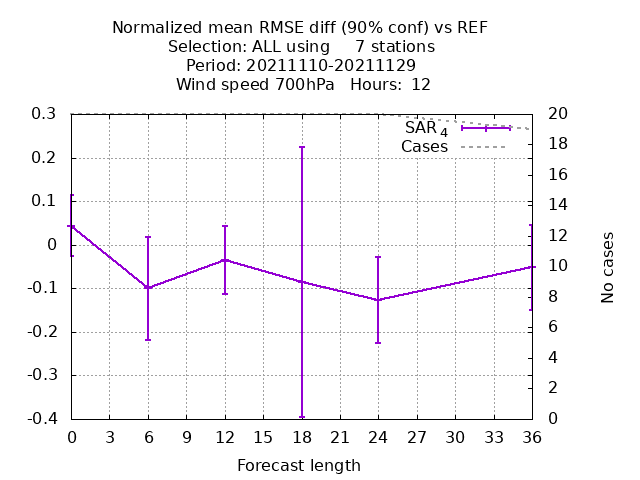 Normalized mean RMSE diff (90% conf) vs REF
Selection: ALL using     7 stations
Period: 20211110-20211129
Wind speed 700hPa   Hours:  12
0.3
0.2
0.1
0
-0.1
-0.2
-0.3
-0.4
20
18
16
14
12
10
8
6
4
2
0
SAR 4
Cases
No cases
0 3 6 9 12 15 18 21 24 27 30 33 36
Forecast length